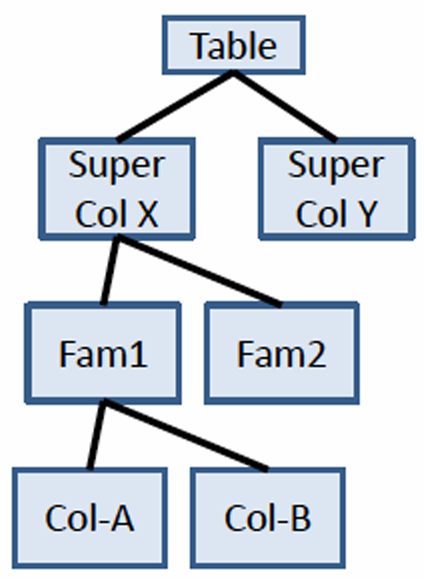 Table
Super
Col X
Super
Col Y
Fam1
Fam2
Col-A
Col-B